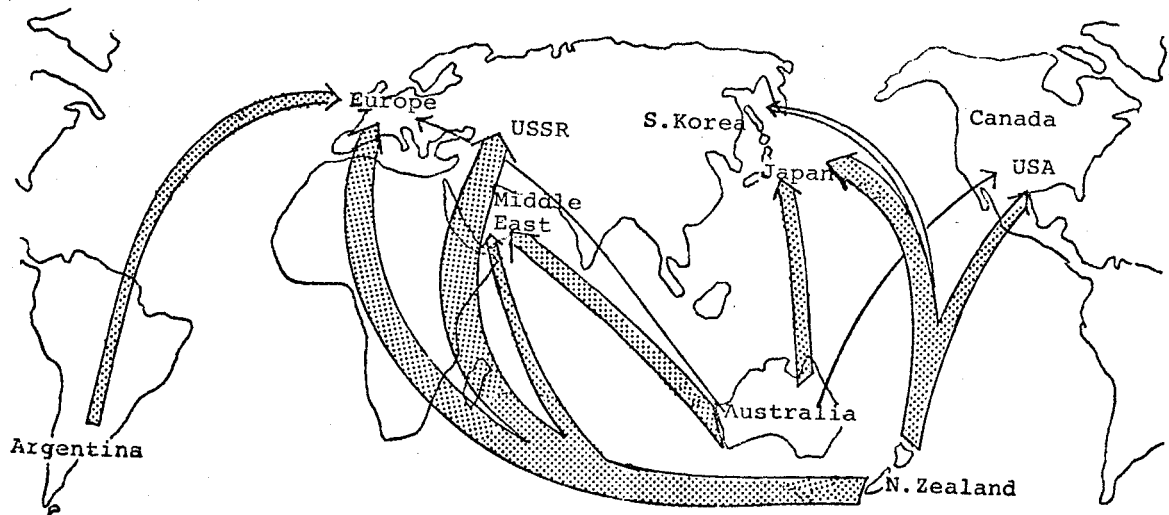 Europe
USSR
S.Korea
Canada
Japan
USA
Middle
East
Australia
Argentina
N.Zealand